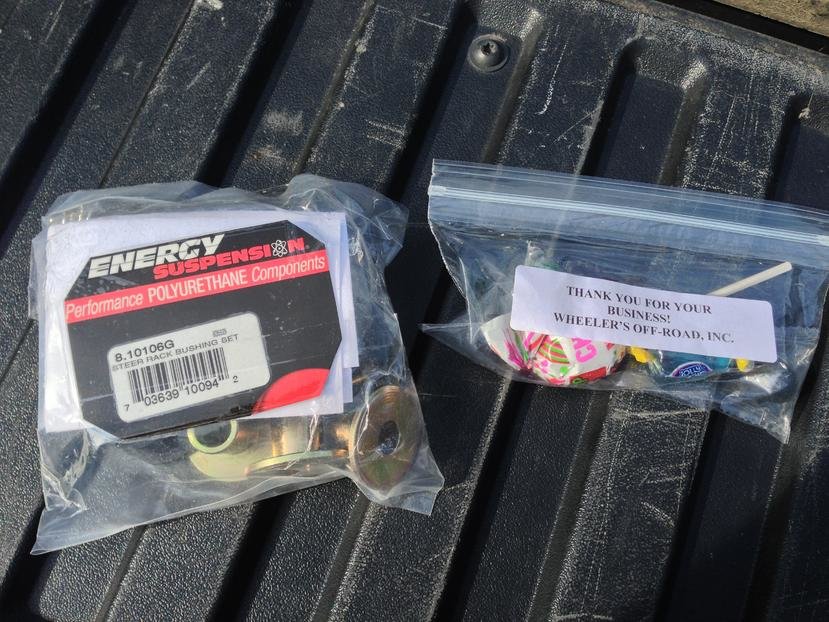 ENERGY
SUSPENSION
Performance POLYURETHANE Components
8.10106G
STEER RACK BUSHING SET
7 03639 10094 2
THANK YOU FOR YOUR
BUSINESS!
WHEELER'S OFF-ROAD, INC.